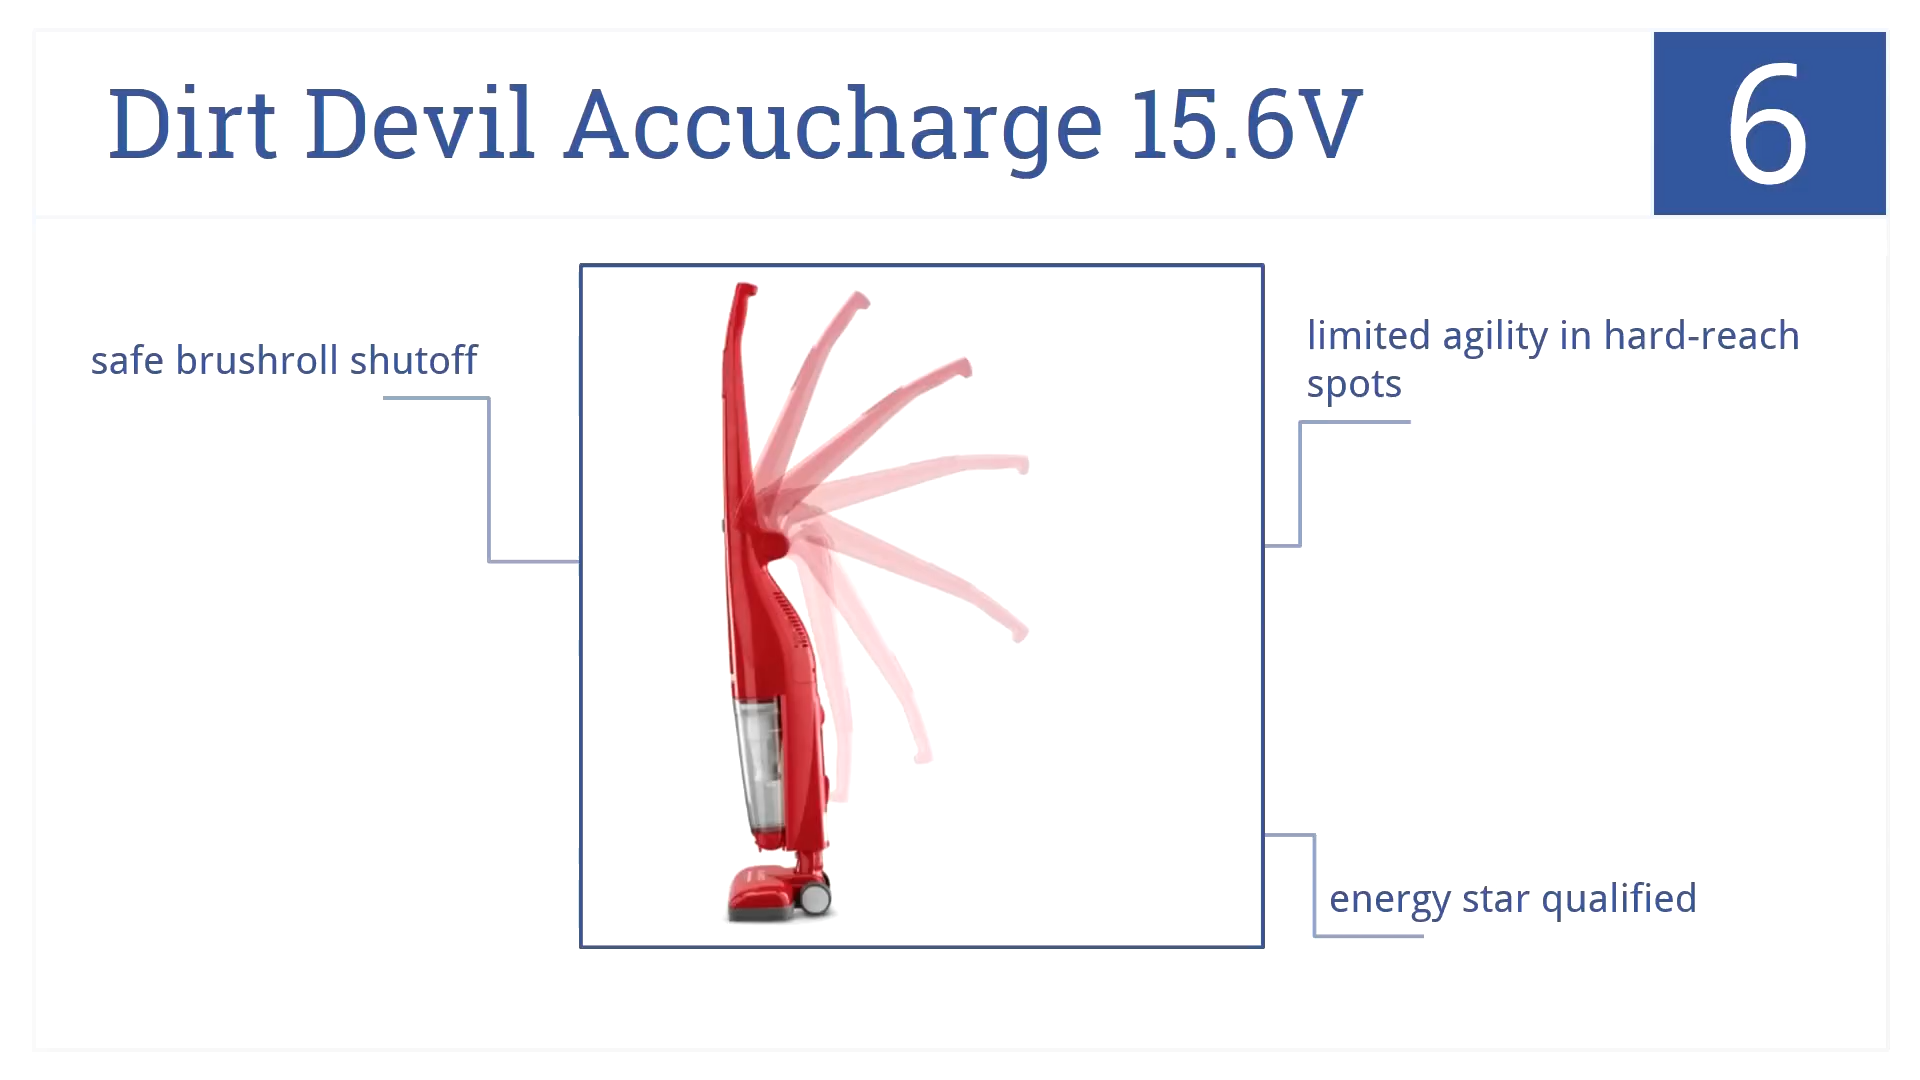 Dirt Devil Accucharge 15.6V
6
safe brushroll shutoff
limited agility in hard-reach
spots
energy star qualified